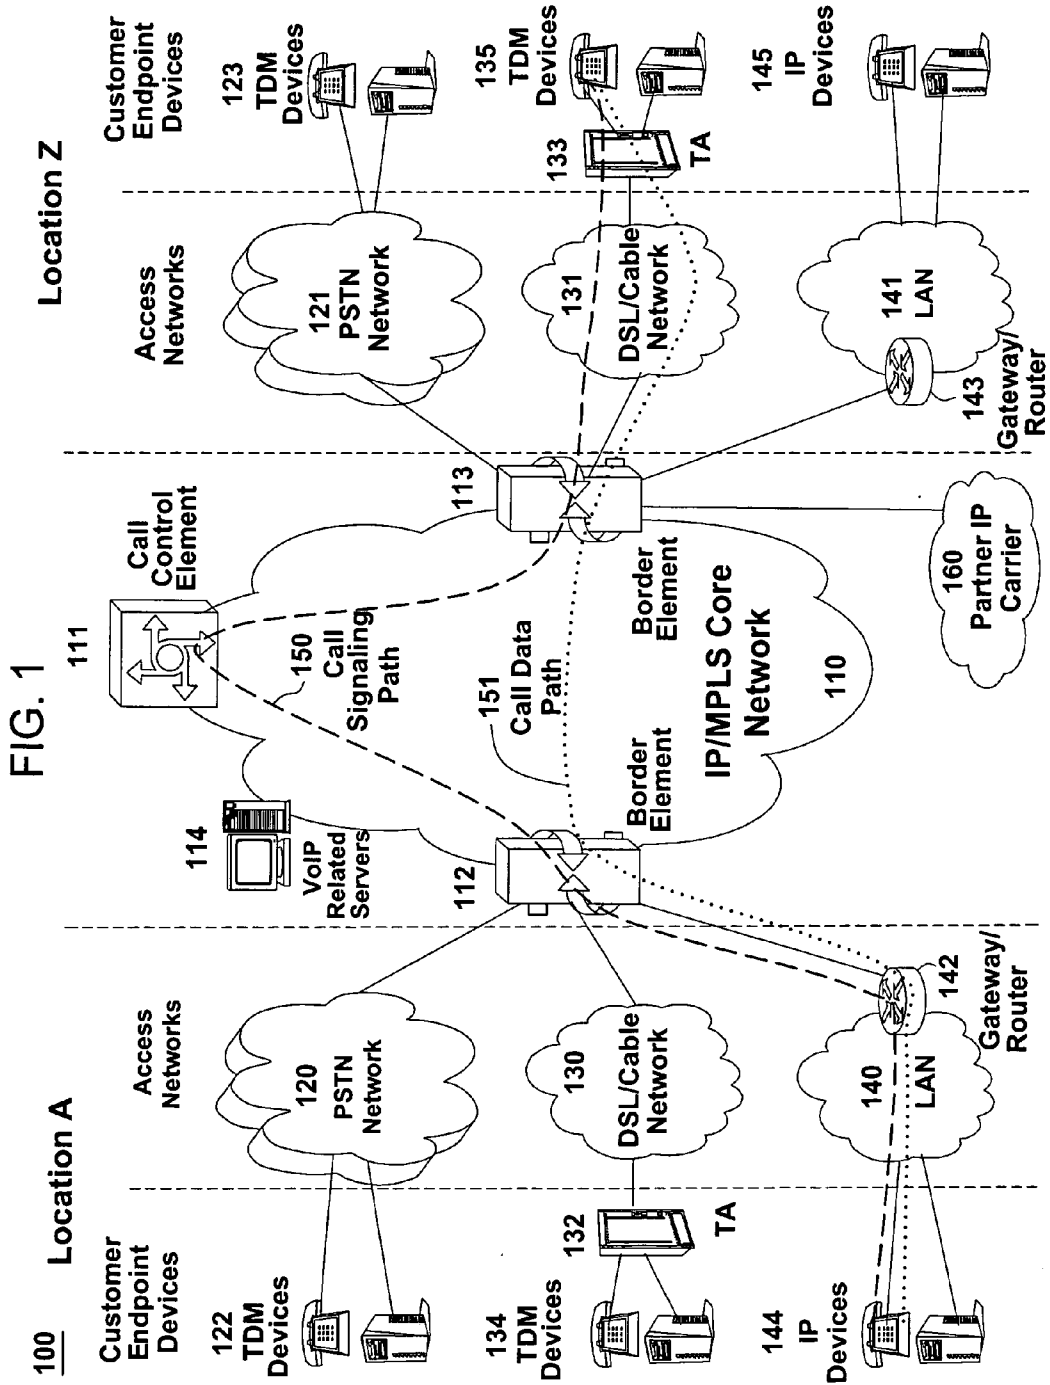 FIG. 1
100
Location A
Location Z
Customer
Endpoint
Devices
Access
Networks
111
Call
Control
Element
Access
Networks
Customer
Endpoint
Devices
114
VoIP
Related
Servers
150
Call
Signaling
Path
122
TDM
Devices
120
PSTN
Network
112
151
Call Data
Path
113
121
PSTN
Network
123
TDM
Devices
134
TDM
Devices
132
TA
130
DSL/Cable
Network
Border
Element
Border
Element
131
DSL/Cable
Network
133
TA
135
TDM
Devices
IP/MPLS Core
Network
110
144
IP
Devices
140
LAN
142
Gateway/
Router
160
Partner IP
Carrier
143
Gateway/
Router
141
LAN
145
IP
Devices